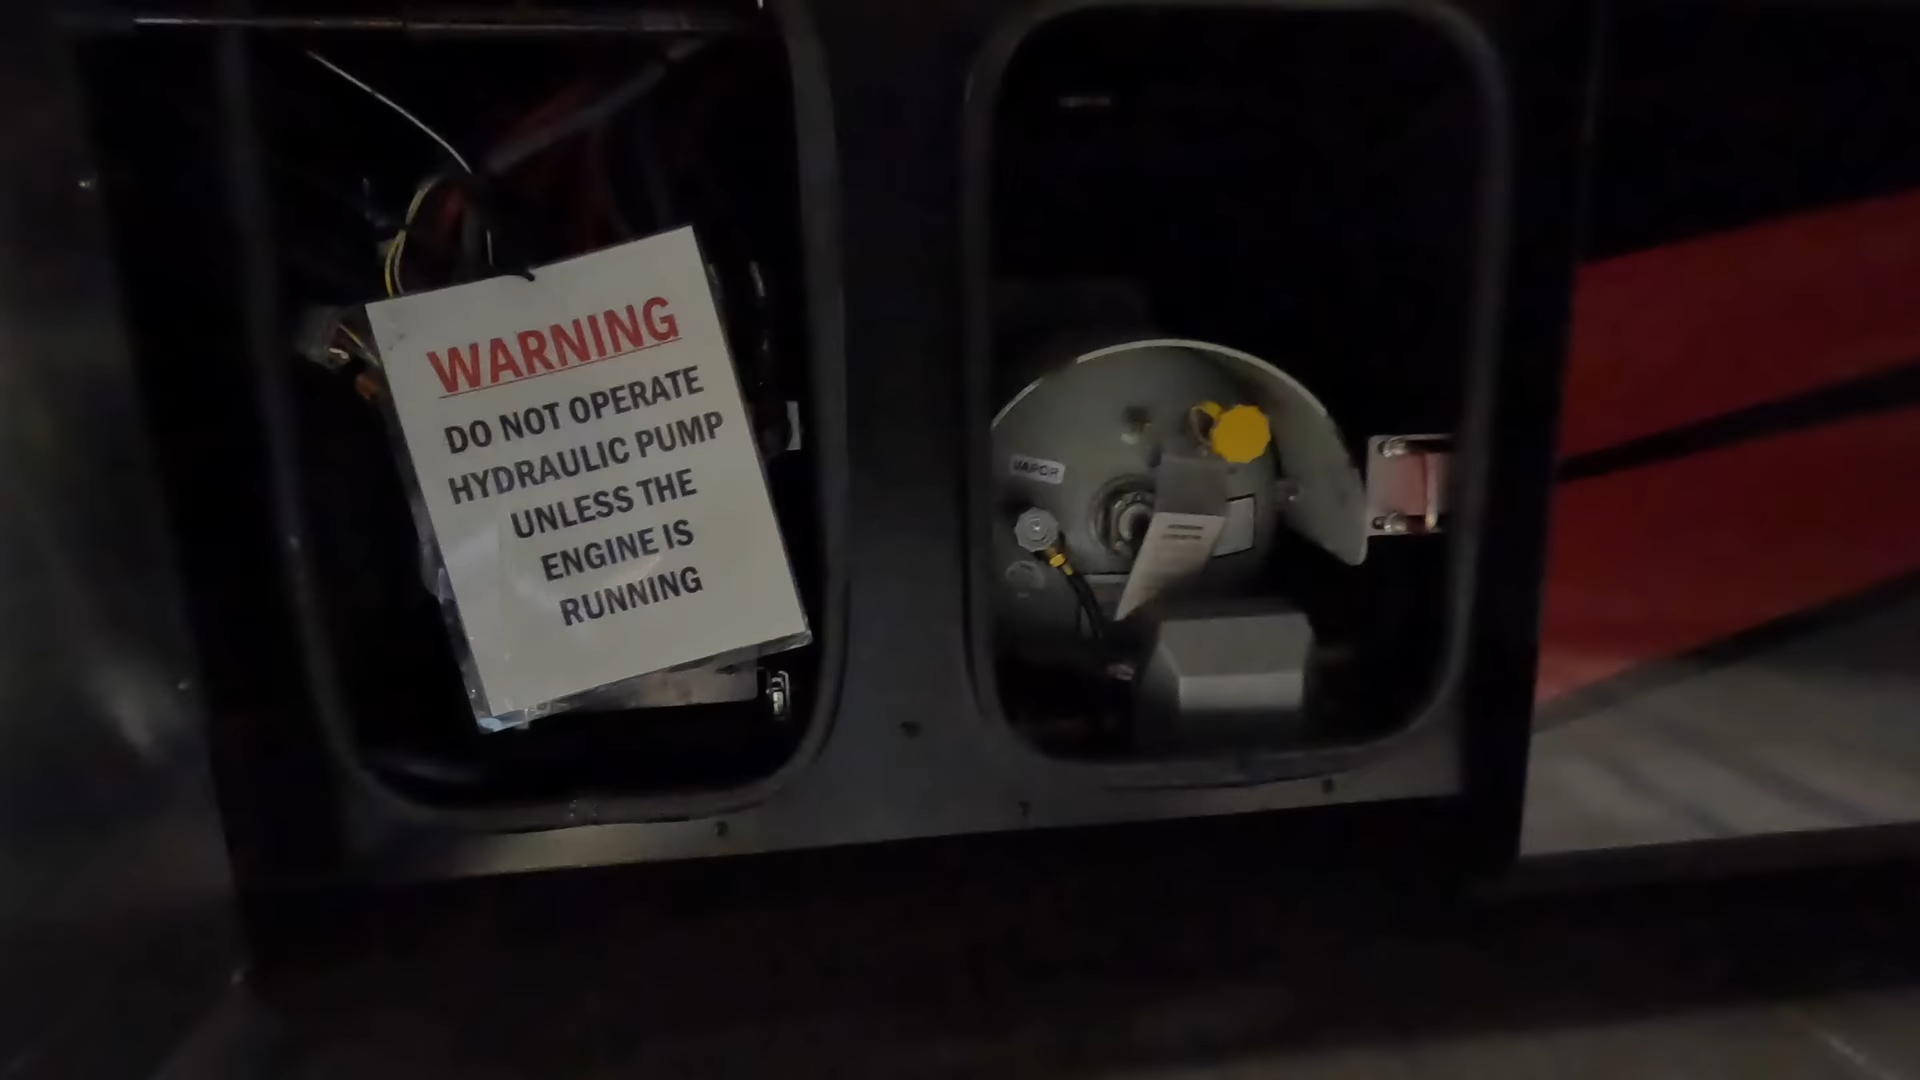 WARNING
DO NOT OPERATE
HYDRAULIC PUMP
UNLESS THE
ENGINE IS
RUNNING
VAPOR